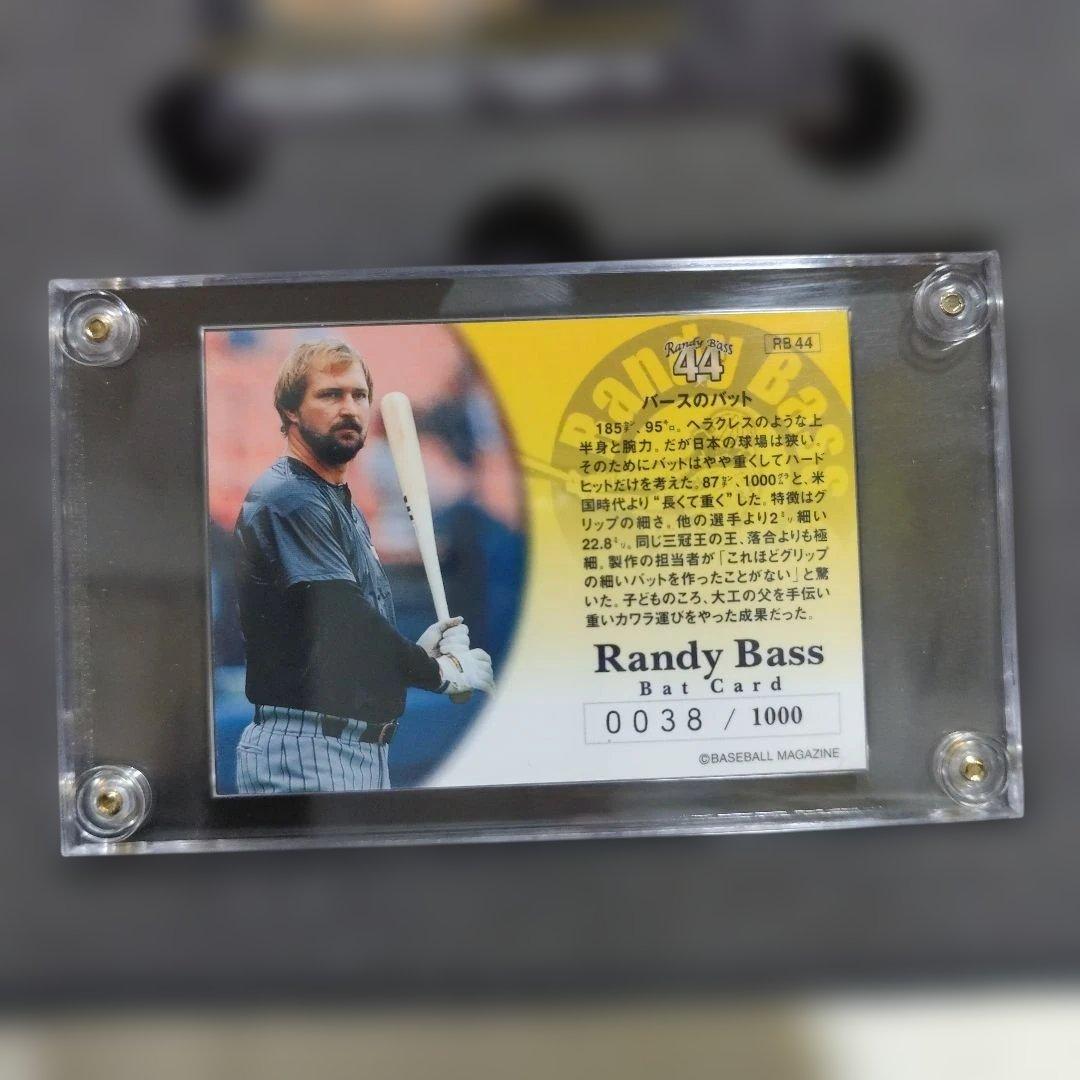 Randy Bass
44
RB44
Randy Bass
バースのバット
185㌢、95㌔。ヘラクレスのような上
半身と腕力。だが日本の球場は狭い。
そのためにバットはやや重くしてハード
ヒットだけを考えた。87㌢、1000㌘と、米
国時代より“長くて重く”した。特徴はグ
リップの細さ。他の選手より2㍉細い
22.8㍉。同じ三冠王の王、落合よりも極
細。製作の担当者が「これほどグリップ
の細いバットを作ったことがない」と驚
いた。子どものころ、大工の父を手伝い
重いカワラ運びをやった成果だった。
Randy Bass
Bat Card
0038 / 1000
©BASEBALL MAGAZINE